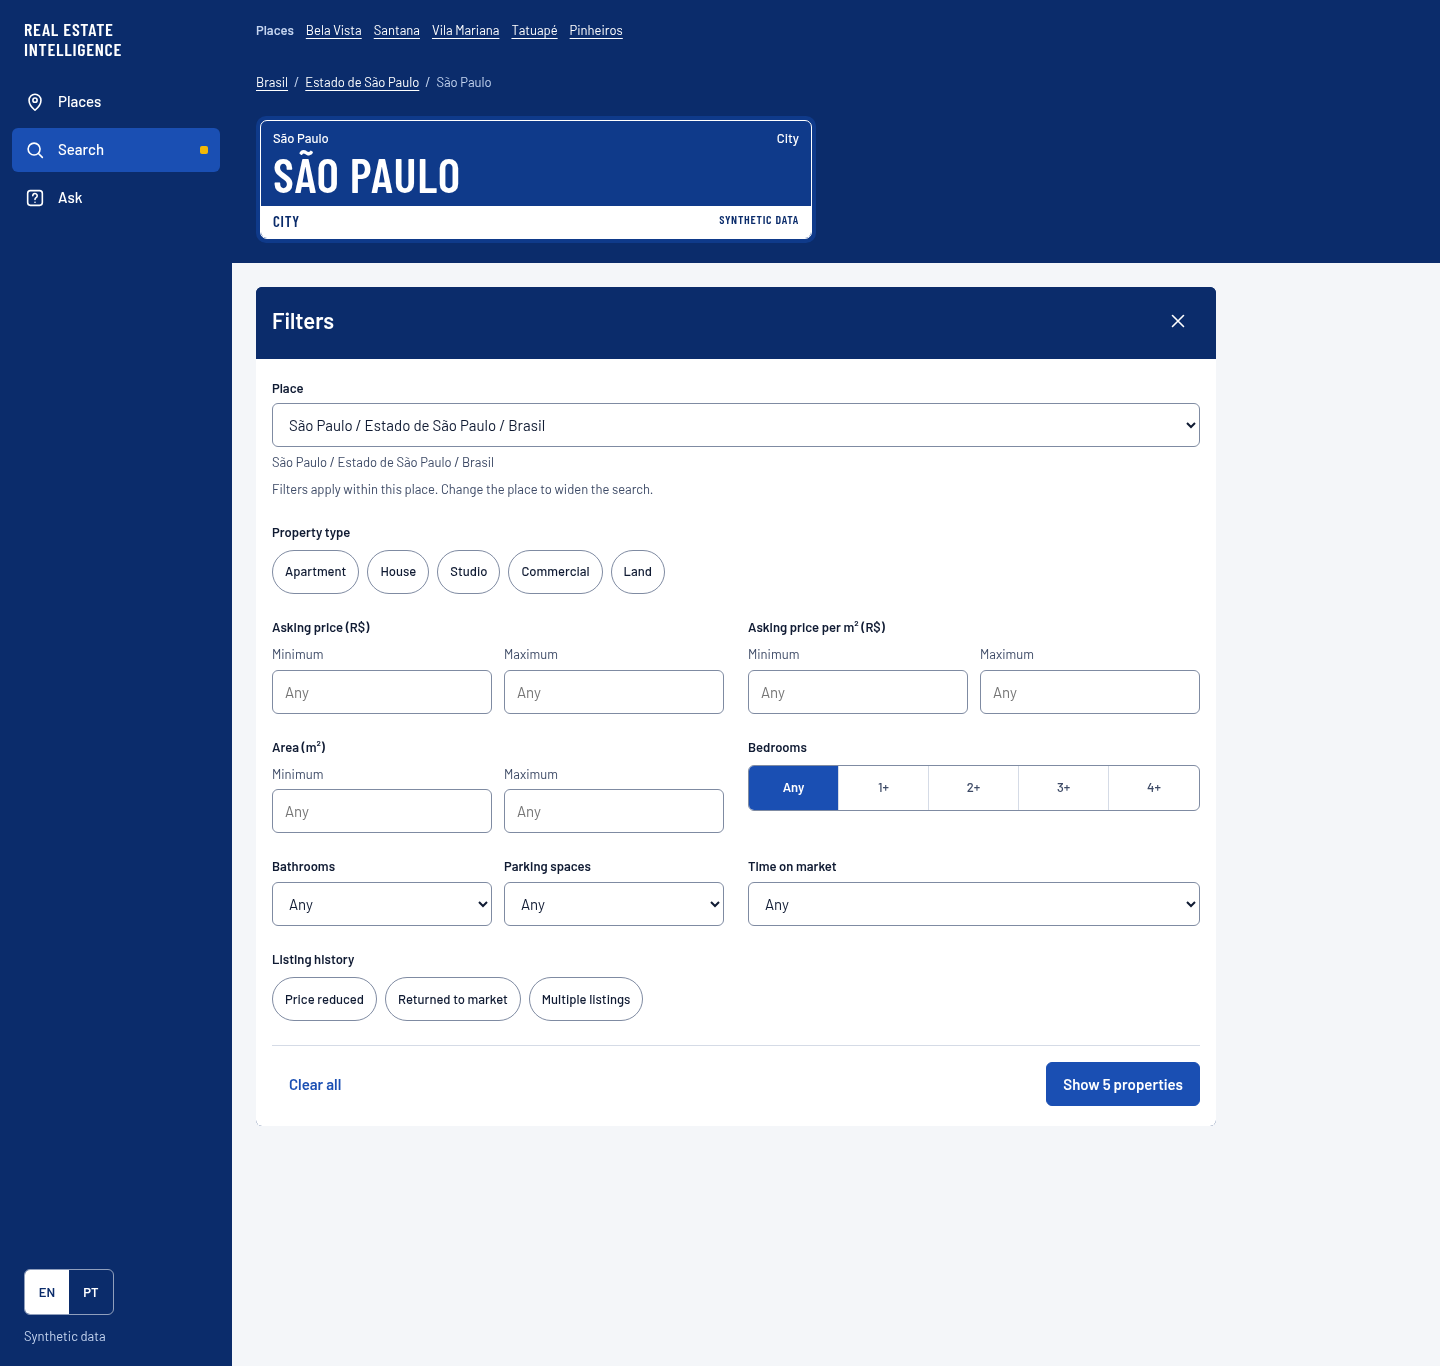 REAL ESTATE
INTELLIGENCE
Places
Search
Ask
Places Bela Vista Santana Vila Mariana Tatuapé Pinheiros
Brasil / Estado de São Paulo / São Paulo
São Paulo City
SÃO PAULO
CITY SYNTHETIC DATA
Filters
Place
São Paulo / Estado de São Paulo / Brasil
São Paulo / Estado de São Paulo / Brasil
Filters apply within this place. Change the place to widen the search.
Property type
Apartment House Studio Commercial Land
Asking price (R$) Asking price per m² (R$)
Minimum Maximum Minimum Maximum
Any Any Any Any
Area (m²) Bedrooms
Minimum Maximum
Any 1+ 2+ 3+ 4+
Any Any
Bathrooms Parking spaces Time on market
Any Any Any
Listing history
Price reduced Returned to market Multiple listings
Clear all Show 5 properties
EN PT
Synthetic data